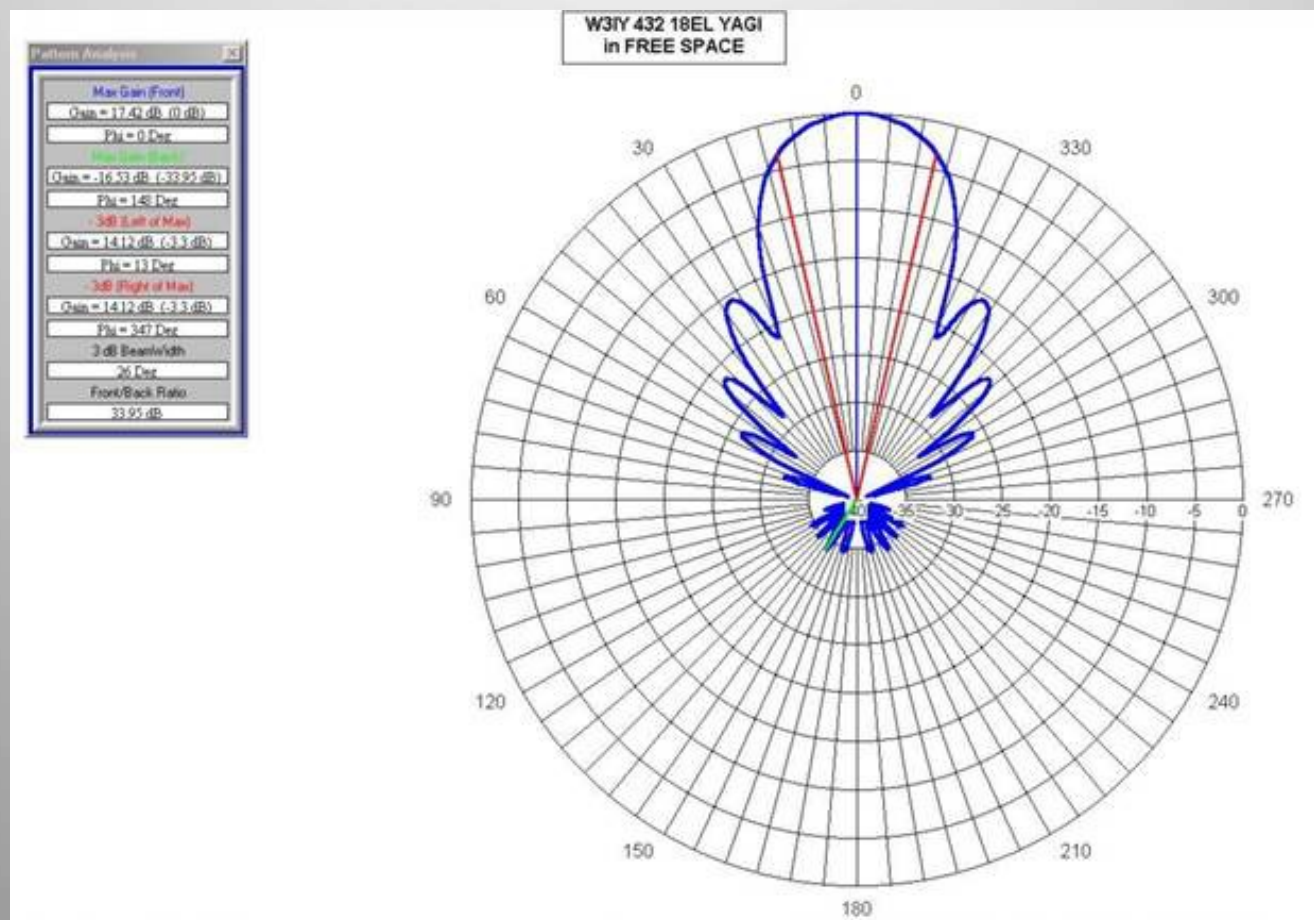 W3IY 432 18EL YAGI
in FREE SPACE
Pattern Analysis
Max Gain (Front)
Gain = 17.42 dB (0 dB)
Phi = 0 Deg
Max Gain (Back)
Gain = -16.53 dB (-33.95 dB)
Phi = 148 Deg
- 3dB (Left of Max)
Gain = 14.12 dB (-3.3 dB)
Phi = 13 Deg
- 3dB (Right of Max)
Gain = 14.12 dB (-3.3 dB)
Phi = 347 Deg
3 dB BeamWidth
26 Deg
Front/Back Ratio
33.95 dB
0
30
330
60
300
90
-40 -35 -30 -25 -20 -15 -10 -5 0
270
120
240
150
210
180